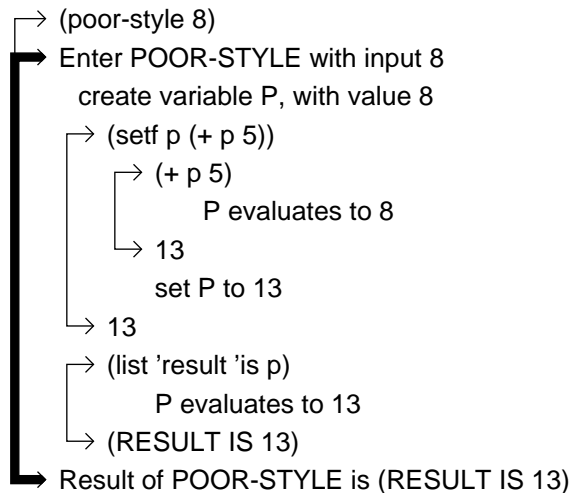 (poor-style 8)
Enter POOR-STYLE with input 8
create variable P, with value 8
(setf p (+ p 5))
(+ p 5)
P evaluates to 8
13
set P to 13
13
(list ’result ’is p)
P evaluates to 13
(RESULT IS 13)
Result of POOR-STYLE is (RESULT IS 13)